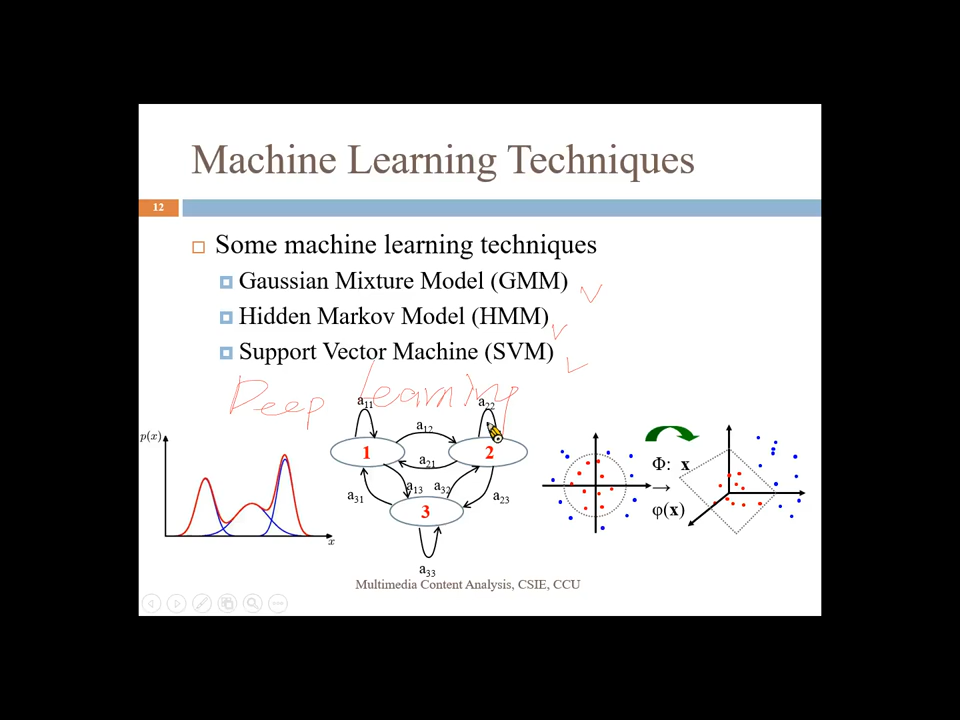 Machine Learning Techniques
12
Some machine learning techniques
Gaussian Mixture Model (GMM)
Hidden Markov Model (HMM)
Support Vector Machine (SVM)
Deep Learning
p(x)
x
a11
a22
a12
1
2
a21
a13
a32
a31
a23
3
a33
Φ: x
→
φ(x)
Multimedia Content Analysis, CSIE, CCU